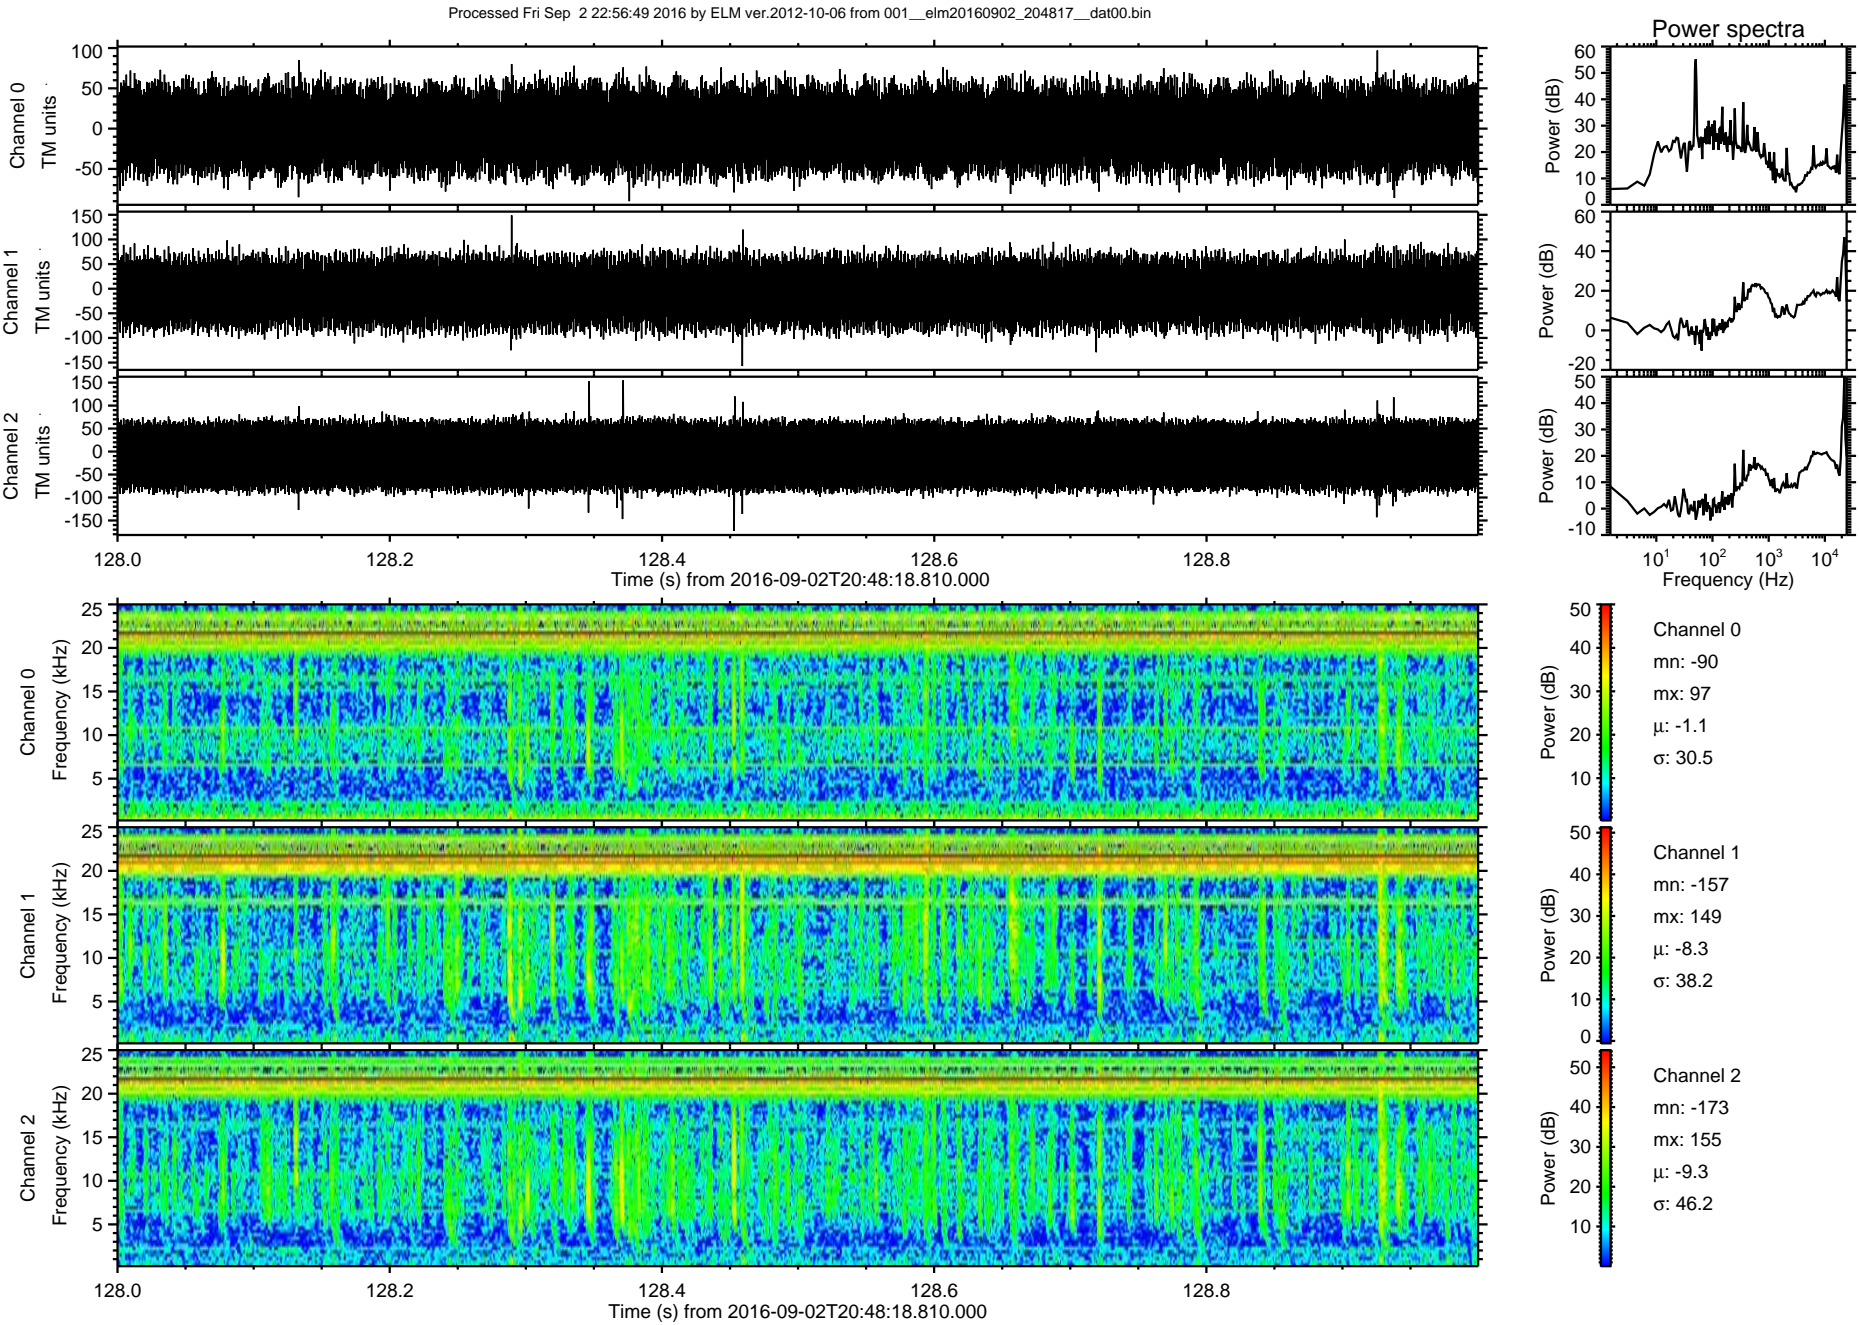 Processed Fri Sep  2 22:56:49 2016 by ELM ver.2012-10-06 from 001__elm20160902_204817__dat00.bin
Power spectra
Channel 0
TM units
100
50
0
-50
Power (dB)
60
50
40
30
20
10
0
Channel 1
TM units
150
100
50
0
-50
-100
-150
Power (dB)
60
40
20
0
-20
Channel 2
TM units
150
100
50
0
-50
-100
-150
Power (dB)
50
40
30
20
10
0
-10
128.0 128.2 128.4 128.6 128.8
Time (s) from 2016-09-02T20:48:18.810.000
10^1 10^2 10^3 10^4
Frequency (Hz)
Channel 0
Frequency (kHz)
25
20
15
10
5
Power (dB)
50
40
30
20
10
Channel 0
mn: -90
mx: 97
μ: -1.1
σ: 30.5
Channel 1
Frequency (kHz)
25
20
15
10
5
Power (dB)
50
40
30
20
10
0
Channel 1
mn: -157
mx: 149
μ: -8.3
σ: 38.2
Channel 2
Frequency (kHz)
25
20
15
10
5
Power (dB)
50
40
30
20
10
Channel 2
mn: -173
mx: 155
μ: -9.3
σ: 46.2
128.0 128.2 128.4 128.6 128.8
Time (s) from 2016-09-02T20:48:18.810.000